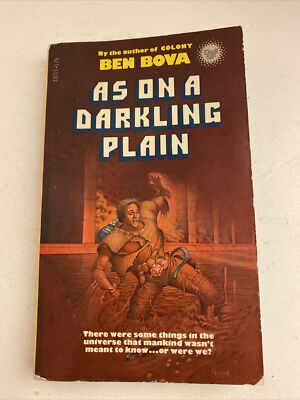 By the author of COLONY
BEN BOVA
AS ON A
DARKLING
PLAIN
There were some things in the
universe that mankind wasn't
meant to know...or were we?